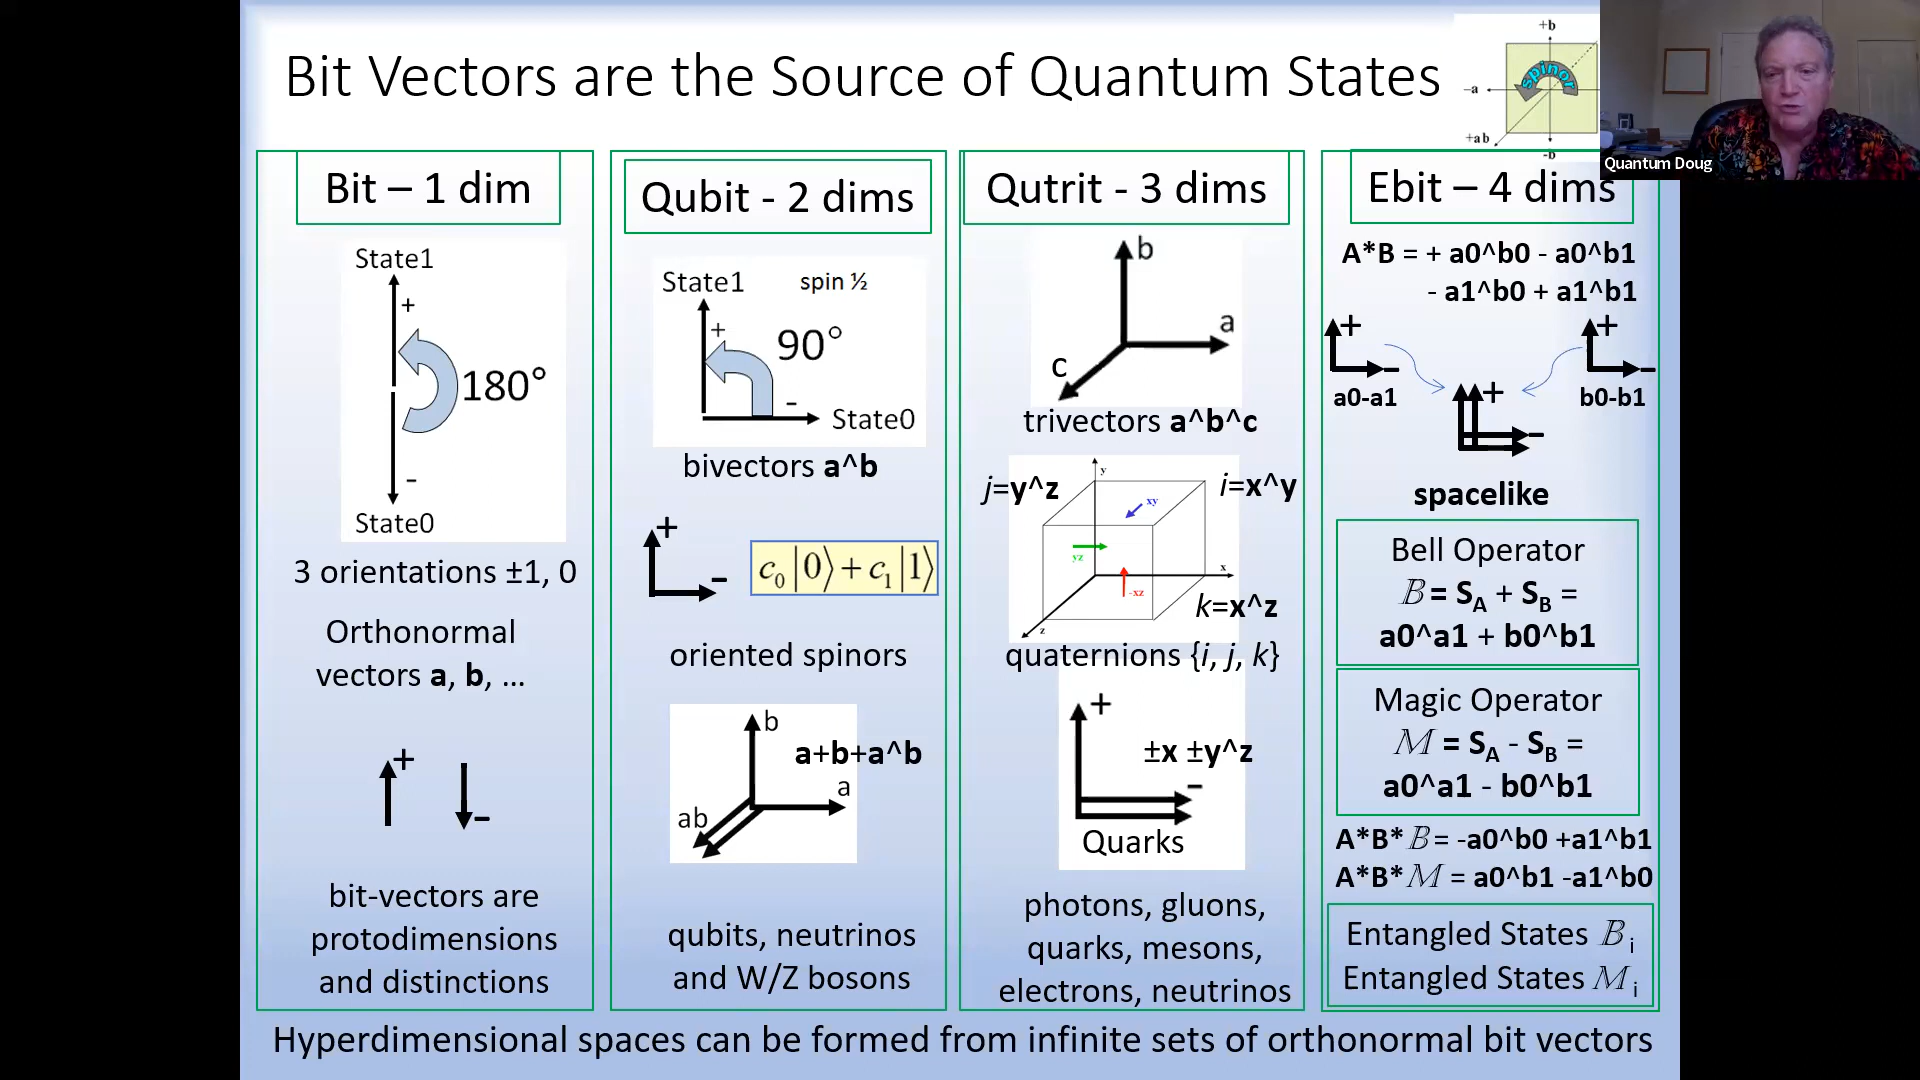 Bit Vectors are the Source of Quantum States
+b
spinor
-a
+ab
-b
Quantum Doug
Bit – 1 dim
State1
+
180°
-
State0
3 orientations ±1, 0
Orthonormal
vectors a, b, ...
+
-
bit-vectors are
protodimensions
and distinctions
Qubit - 2 dims
State1
spin ½
+
90°
-
State0
bivectors a^b
+
-
c₀|0⟩+c₁|1⟩
oriented spinors
b
a+b+a^b
a
ab
qubits, neutrinos
and W/Z bosons
Qutrit - 3 dims
b
a
c
trivectors a^b^c
j=y^z
y
i=x^y
xy
yz
x
-xz
k=x^z
z
quaternions {i, j, k}
+
±x ±y^z
-
Quarks
photons, gluons,
quarks, mesons,
electrons, neutrinos
Ebit – 4 dims
A*B = + a0^b0 - a0^b1
- a1^b0 + a1^b1
+
+
-
-
a0-a1
+
b0-b1
-
spacelike
Bell Operator
ℬ = S_A + S_B =
a0^a1 + b0^b1
Magic Operator
ℳ = S_A - S_B =
a0^a1 - b0^b1
A*B*ℬ = -a0^b0 +a1^b1
A*B*ℳ = a0^b1 -a1^b0
Entangled States ℬ i
Entangled States ℳ i
Hyperdimensional spaces can be formed from infinite sets of orthonormal bit vectors